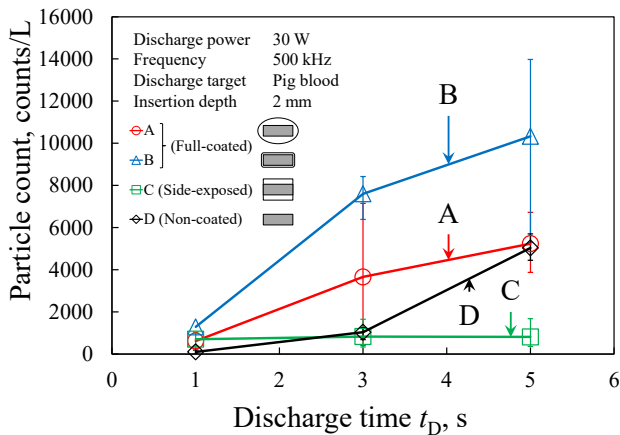 Particle count, counts/L
16000
14000
12000
10000
8000
6000
4000
2000
0
Discharge power 30 W
Frequency 500 kHz
Discharge target Pig blood
Insertion depth 2 mm
A
B
(Full-coated)
C (Side-exposed)
D (Non-coated)
B
A
D
C
0 1 2 3 4 5 6
Discharge time tD, s